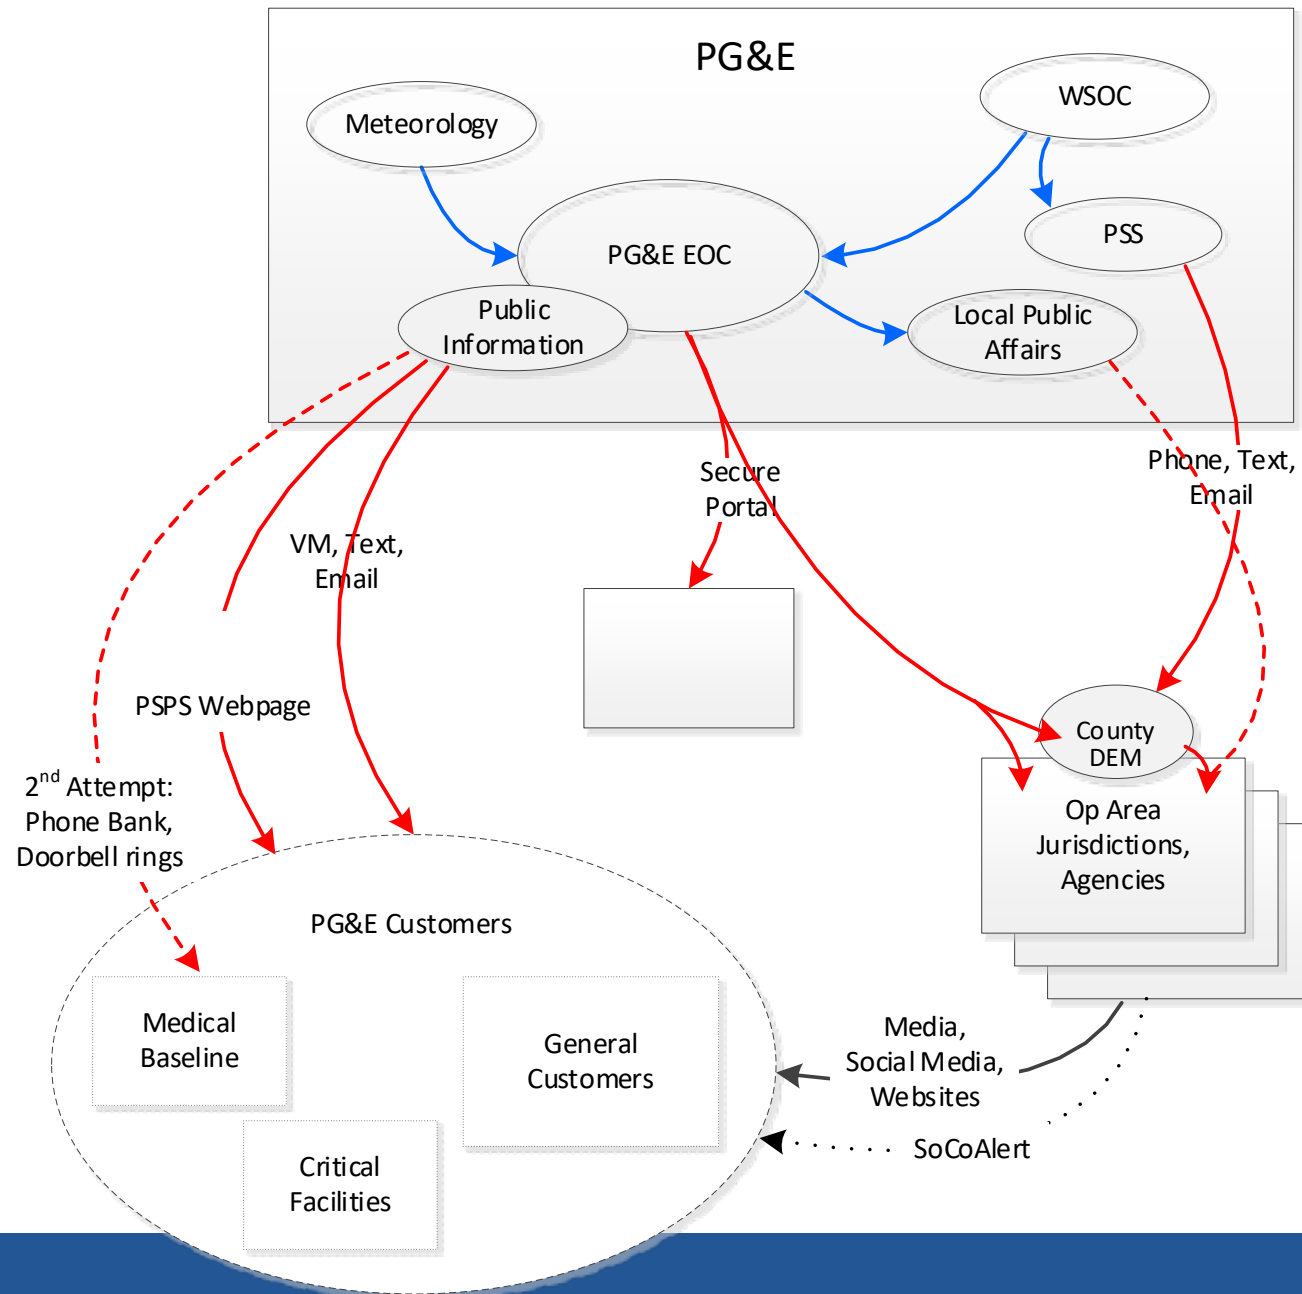 PG&E
Meteorology
WSOC
PSS
PG&E EOC
Public
Information
Local Public
Affairs
Secure
Portal
Phone, Text,
Email
VM, Text,
Email
PSPS Webpage
2nd Attempt:
Phone Bank,
Doorbell rings
County
DEM
Op Area
Jurisdictions,
Agencies
PG&E Customers
Medical
Baseline
General
Customers
Critical
Facilities
Media,
Social Media,
Websites
SoCoAlert